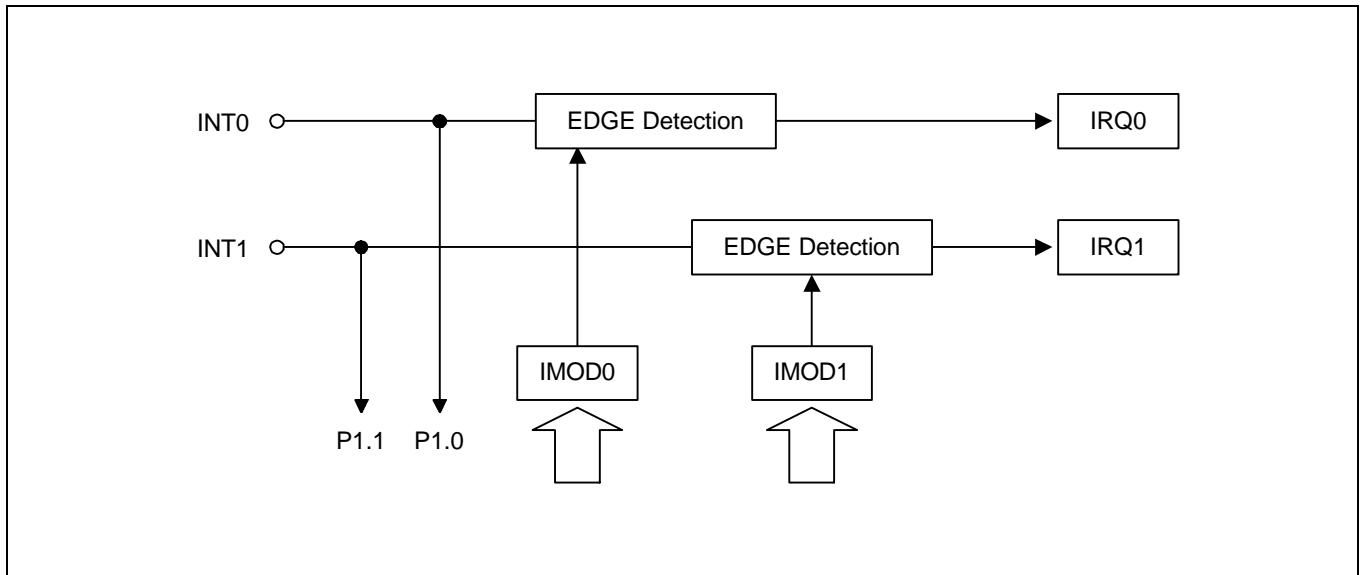 INT0
EDGE Detection
IRQ0
INT1
EDGE Detection
IRQ1
IMOD0
IMOD1
P1.1
P1.0